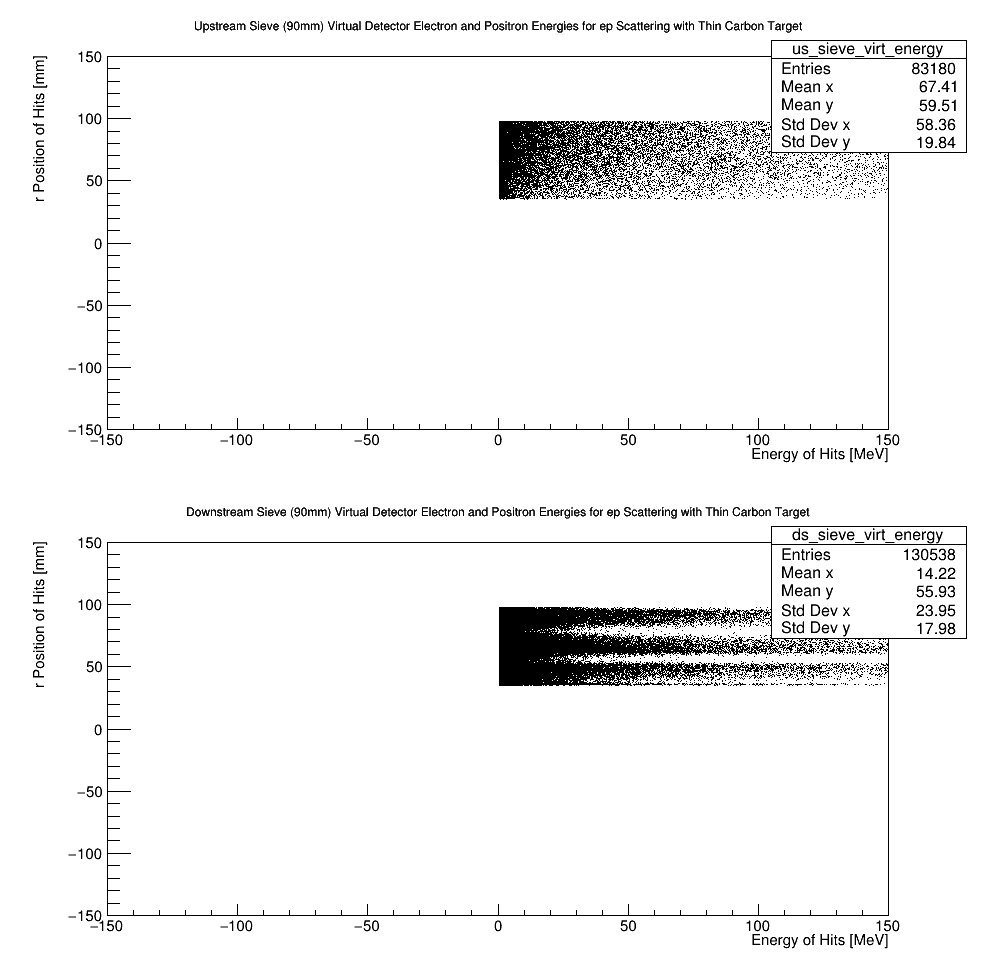 Upstream Sieve (90mm) Virtual Detector Electron and Positron Energies for ep Scattering with Thin Carbon Target
us_sieve_virt_energy
Entries 83180
Mean x 67.41
Mean y 59.51
Std Dev x 58.36
Std Dev y 19.84
r Position of Hits [mm]
150
100
50
0
−50
−100
−150
−150 −100 −50 0 50 100 150
Energy of Hits [MeV]
Downstream Sieve (90mm) Virtual Detector Electron and Positron Energies for ep Scattering with Thin Carbon Target
ds_sieve_virt_energy
Entries 130538
Mean x 14.22
Mean y 55.93
Std Dev x 23.95
Std Dev y 17.98
r Position of Hits [mm]
150
100
50
0
−50
−100
−150
−150 −100 −50 0 50 100 150
Energy of Hits [MeV]